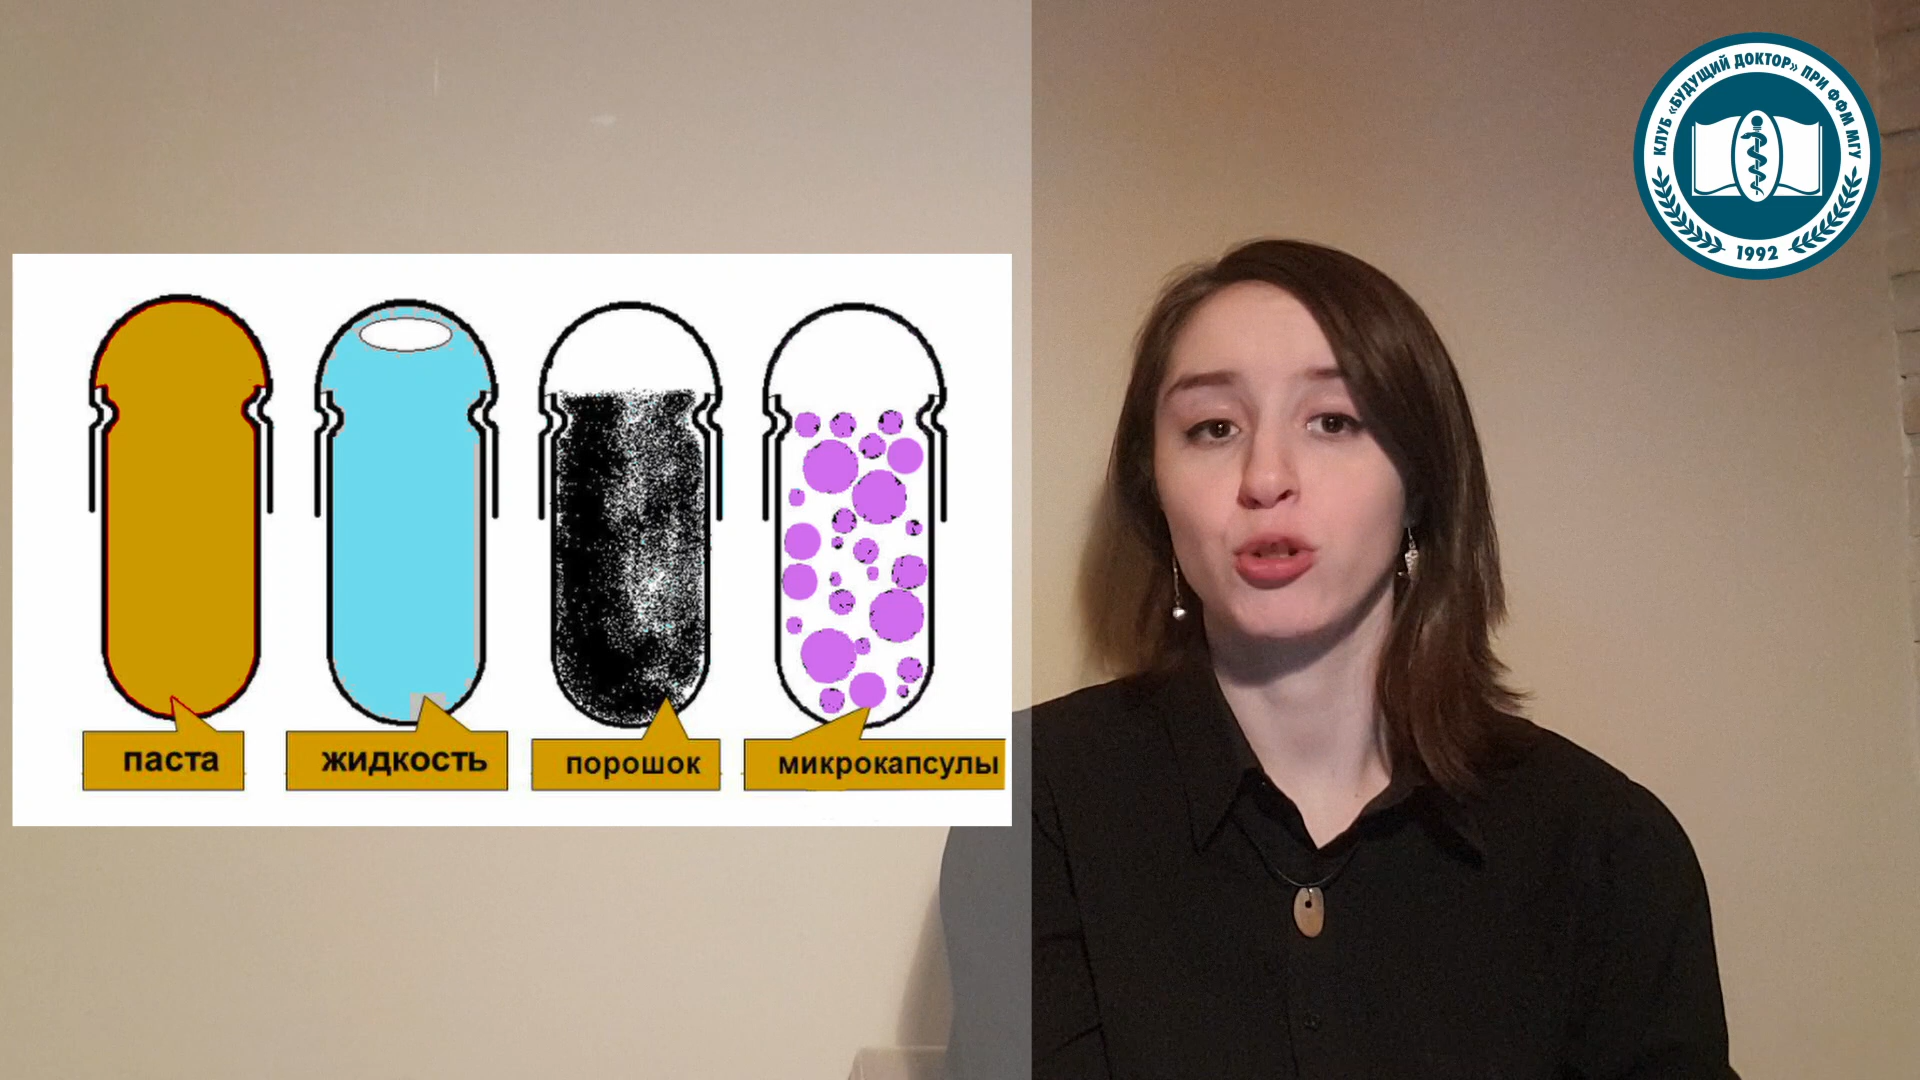 КЛУБ «БУДУЩИЙ ДОКТОР» ПРИ ФФМ МГУ
1992
паста
жидкость
порошок
микрокапсулы